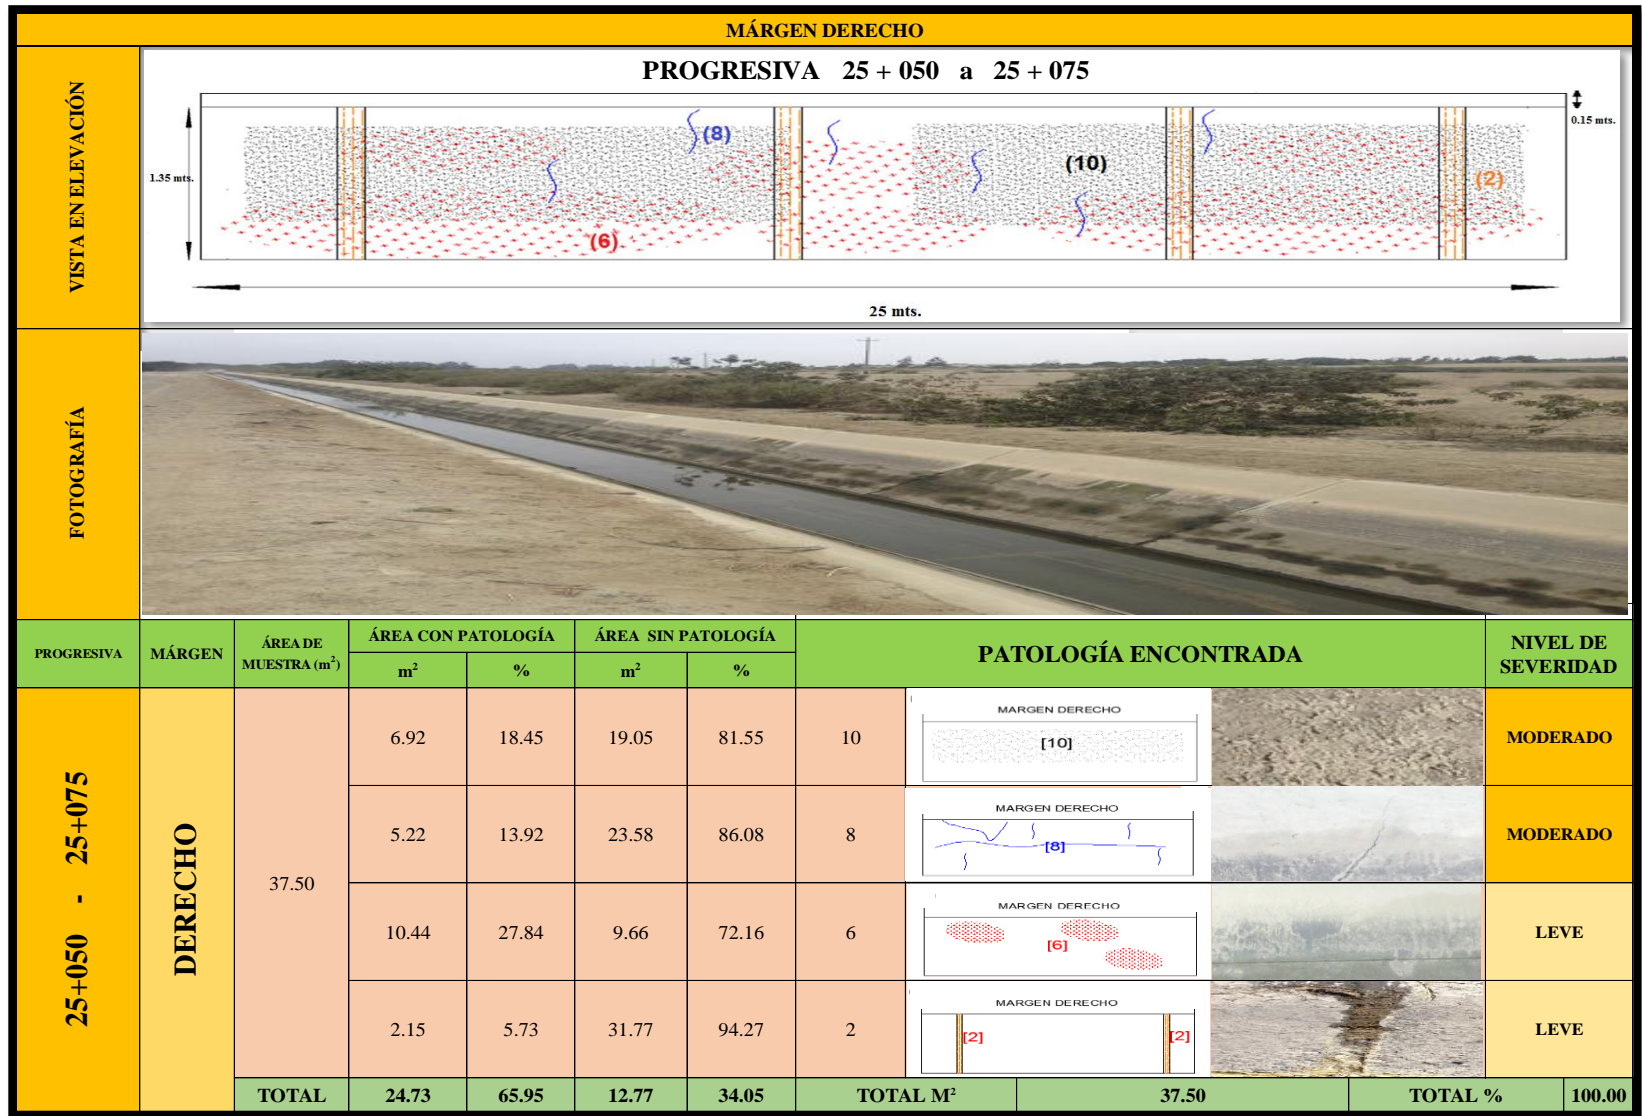 MÁRGEN DERECHO
VISTA EN ELEVACIÓN
PROGRESIVA 25 + 050 a 25 + 075
0.15 mts.
1.35 mts.
(8)
(10)
(2)
(6)
25 mts.
FOTOGRAFÍA
PROGRESIVA
MÁRGEN
ÁREA DE MUESTRA (m²)
ÁREA CON PATOLOGÍA
ÁREA SIN PATOLOGÍA
PATOLOGÍA ENCONTRADA
NIVEL DE SEVERIDAD
m² % m² %
25+050 - 25+075
DERECHO
37.50
6.92 18.45 19.05 81.55 10
MARGEN DERECHO
[10]
MODERADO
5.22 13.92 23.58 86.08 8
MARGEN DERECHO
[8]
MODERADO
10.44 27.84 9.66 72.16 6
MARGEN DERECHO
[6]
LEVE
2.15 5.73 31.77 94.27 2
MARGEN DERECHO
[2] [2]
LEVE
TOTAL 24.73 65.95 12.77 34.05 TOTAL M² 37.50 TOTAL % 100.00